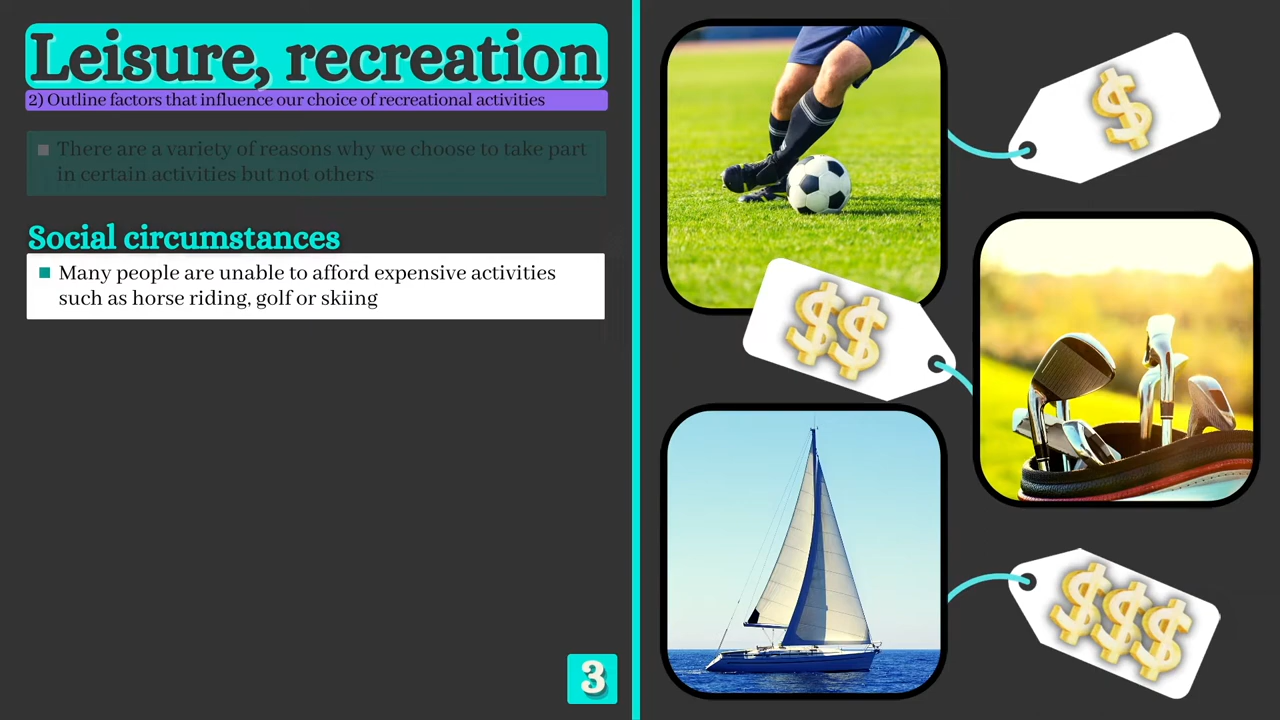 Leisure, recreation
2) Outline factors that influence our choice of recreational activities
There are a variety of reasons why we choose to take part
in certain activities but not others
Social circumstances
Many people are unable to afford expensive activities
such as horse riding, golf or skiing
$
$$
$$$
3